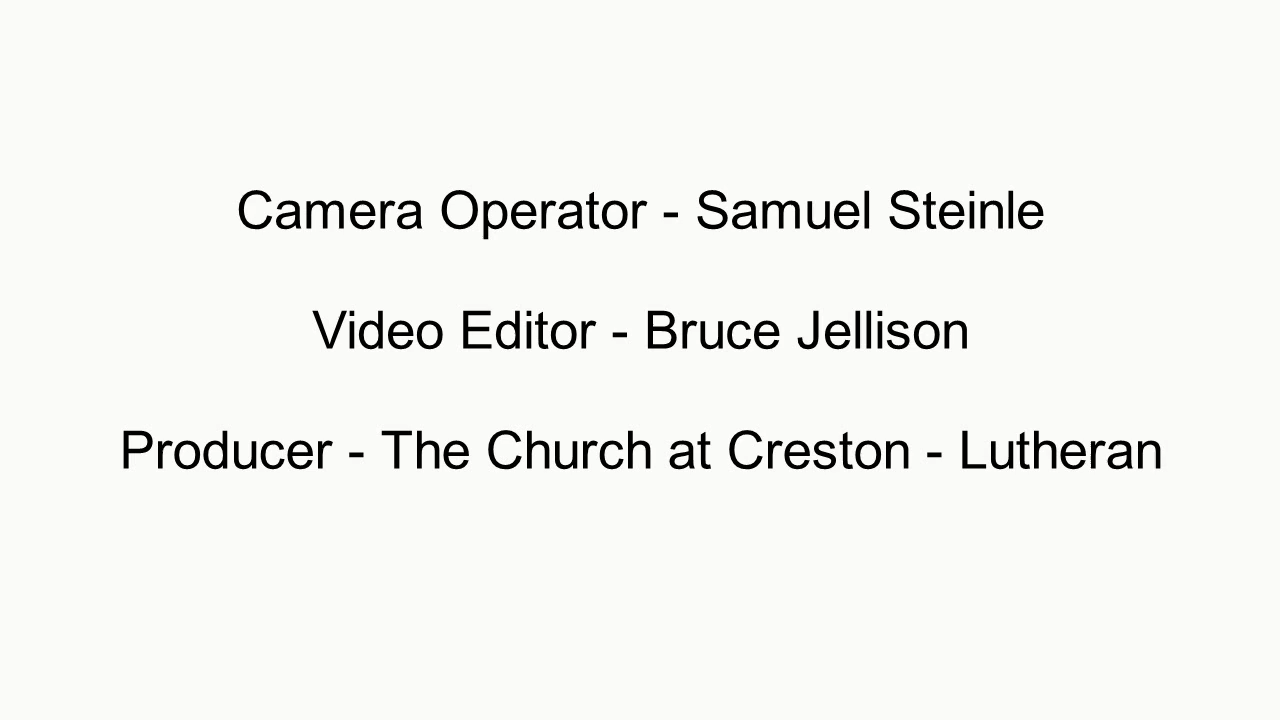 Camera Operator - Samuel Steinle
Video Editor - Bruce Jellison
Producer - The Church at Creston - Lutheran